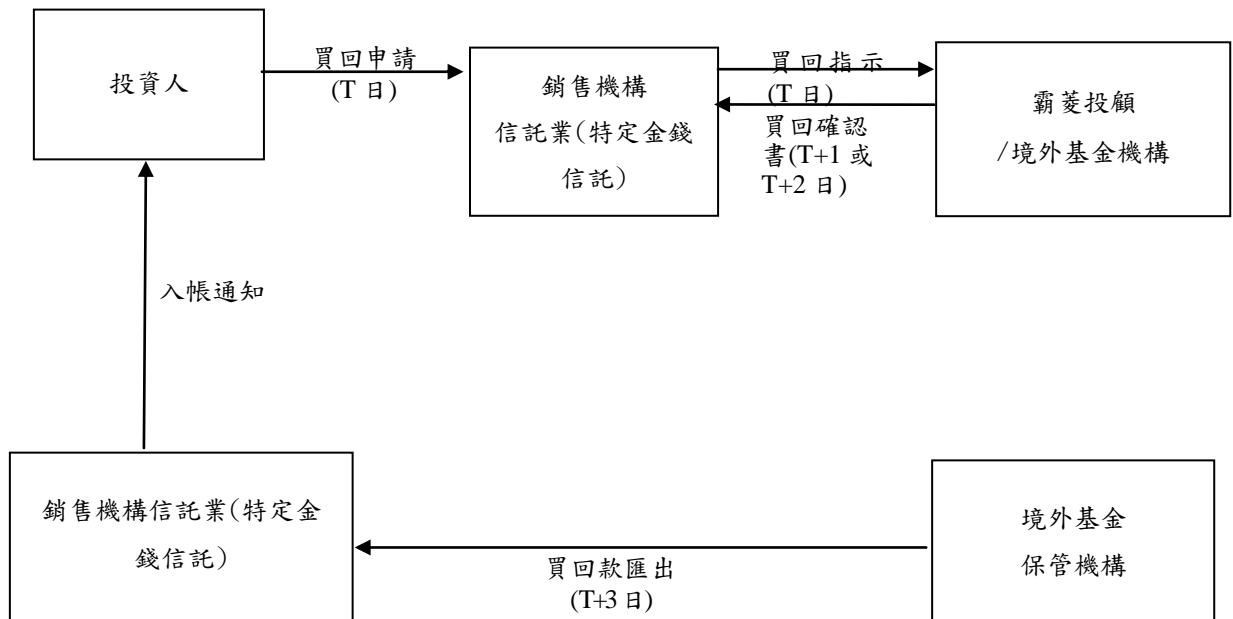 投資人
買回申請
(T 日)
銷售機構
信託業(特定金錢
信託)
買回指示
(T 日)
買回確認
書(T+1 或
T+2 日)
霸菱投顧
/境外基金機構
入帳通知
銷售機構信託業(特定金
錢信託)
買回款匯出
(T+3 日)
境外基金
保管機構